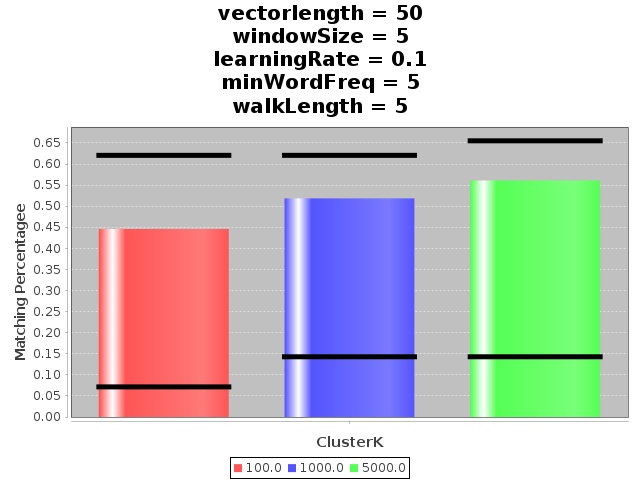 vectorlength = 50
windowSize = 5
learningRate = 0.1
minWordFreq = 5
walkLength = 5
0.65
0.60
0.55
0.50
0.45
0.40
0.35
0.30
0.25
0.20
0.15
0.10
0.05
0.00
Matching Percentagee
ClusterK
100.0 1000.0 5000.0